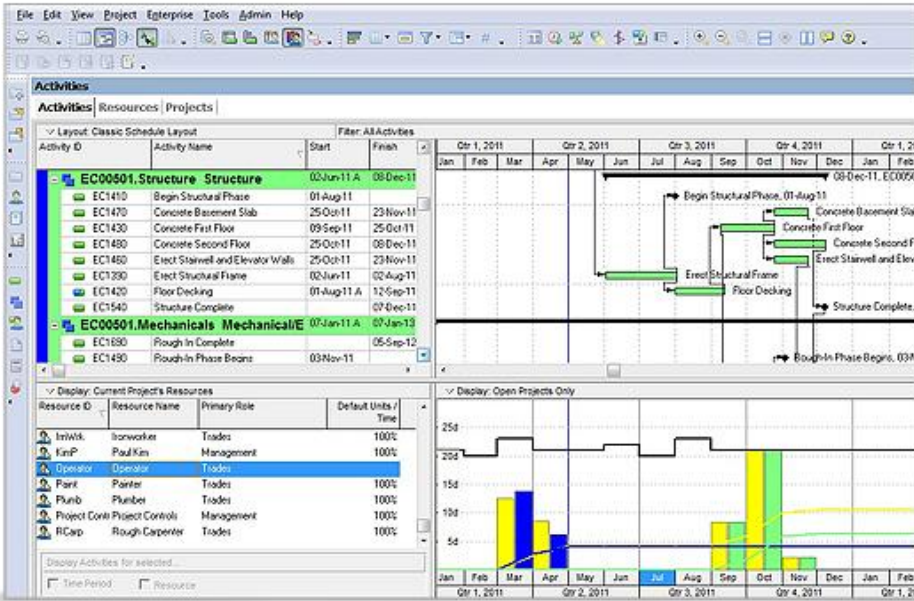 File Edit View Project Enterprise Tools Admin Help
Activities
Activities Resources Projects
Layout: Classic Schedule Layout Filter: All Activities
Activity ID Activity Name Start Finish Qtr 1, 2011 Qtr 2, 2011 Qtr 3, 2011 Qtr 4, 2011 Qtr 1, 2
Jan Feb Mar Apr May Jun Jul Aug Sep Oct Nov Dec Jan Feb
EC00501.Structure Structure 02-Jun-11 A 08-Dec-11 08-Dec-11, EC0050
EC1410 Begin Structural Phase 01-Aug-11 Begin Structural Phase, 01-Aug-11
EC1470 Concrete Basement Slab 25-Oct-11 23-Nov-11 Concrete Basement Sla
EC1430 Concrete First Floor 09-Sep-11 25-Oct-11 Concrete First Floor
EC1480 Concrete Second Floor 25-Oct-11 08-Dec-11 Concrete Second F
EC1460 Erect Stairwell and Elevator Walls 25-Oct-11 23-Nov-11 Erect Stairwell and Elev
EC1390 Erect Structural Frame 02-Jun-11 02-Aug-11 Erect Structural Frame
EC1420 Floor Decking 01-Aug-11 A 12-Sep-11 Floor Decking
EC1540 Structure Complete 07-Dec-11 Structure Complete,
EC00501.Mechanicals Mechanical/E 07-Jan-11 A 07-Jan-13
EC1690 Rough In Complete 05-Sep-12
EC1490 Rough-In Phase Begins 03-Nov-11 Rough-In Phase Begins, 03-N
Display: Current Project's Resources Display: Open Projects Only
Resource ID Resource Name Primary Role Default Units / Time
IrnWrk Ironworker Trades 100%
KimP Paul Kim Management 100%
Operator Operator Trades
Paint Painter Trades 100%
Plumb Plumber Trades 100%
Project Contr Project Controls Management 100%
RCarp Rough Carpenter Trades 100%
Display Activities for selected...
Time Period Resource
25d
20d
15d
10d
5d
Jan Feb Mar Apr May Jun Jul Aug Sep Oct Nov Dec Jan Feb
Qtr 1, 2011 Qtr 2, 2011 Qtr 3, 2011 Qtr 4, 2011 Qtr 1, 2